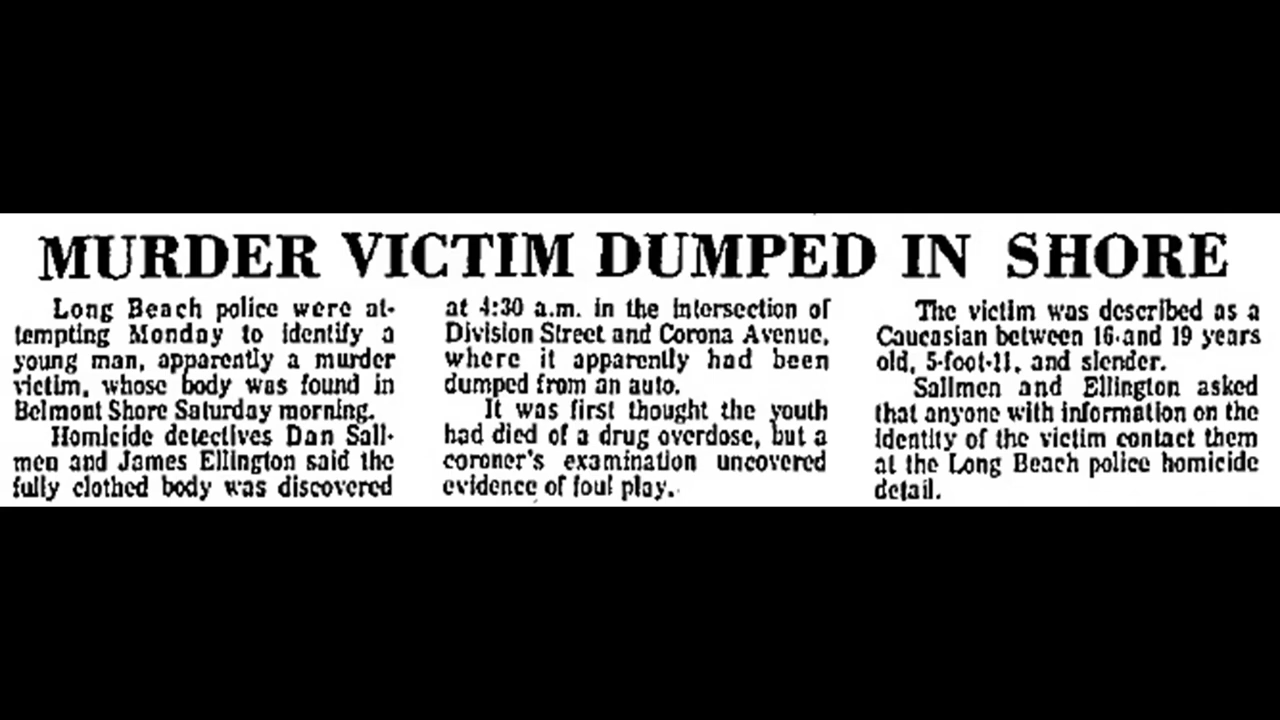 MURDER VICTIM DUMPED IN SHORE
Long Beach police were at-
tempting Monday to identify a
young man, apparently a murder
victim, whose body was found in
Belmont Shore Saturday morning.
Homicide detectives Dan Sall-
men and James Ellington said the
fully clothed body was discovered
at 4:30 a.m. in the intersection of
Division Street and Corona Avenue,
where it apparently had been
dumped from an auto.
It was first thought the youth
had died of a drug overdose, but a
coroner's examination uncovered
evidence of foul play.
The victim was described as a
Caucasian between 16 and 19 years
old, 5-foot-11, and slender.
Sallmen and Ellington asked
that anyone with information on the
identity of the victim contact them
at the Long Beach police homicide
detail.